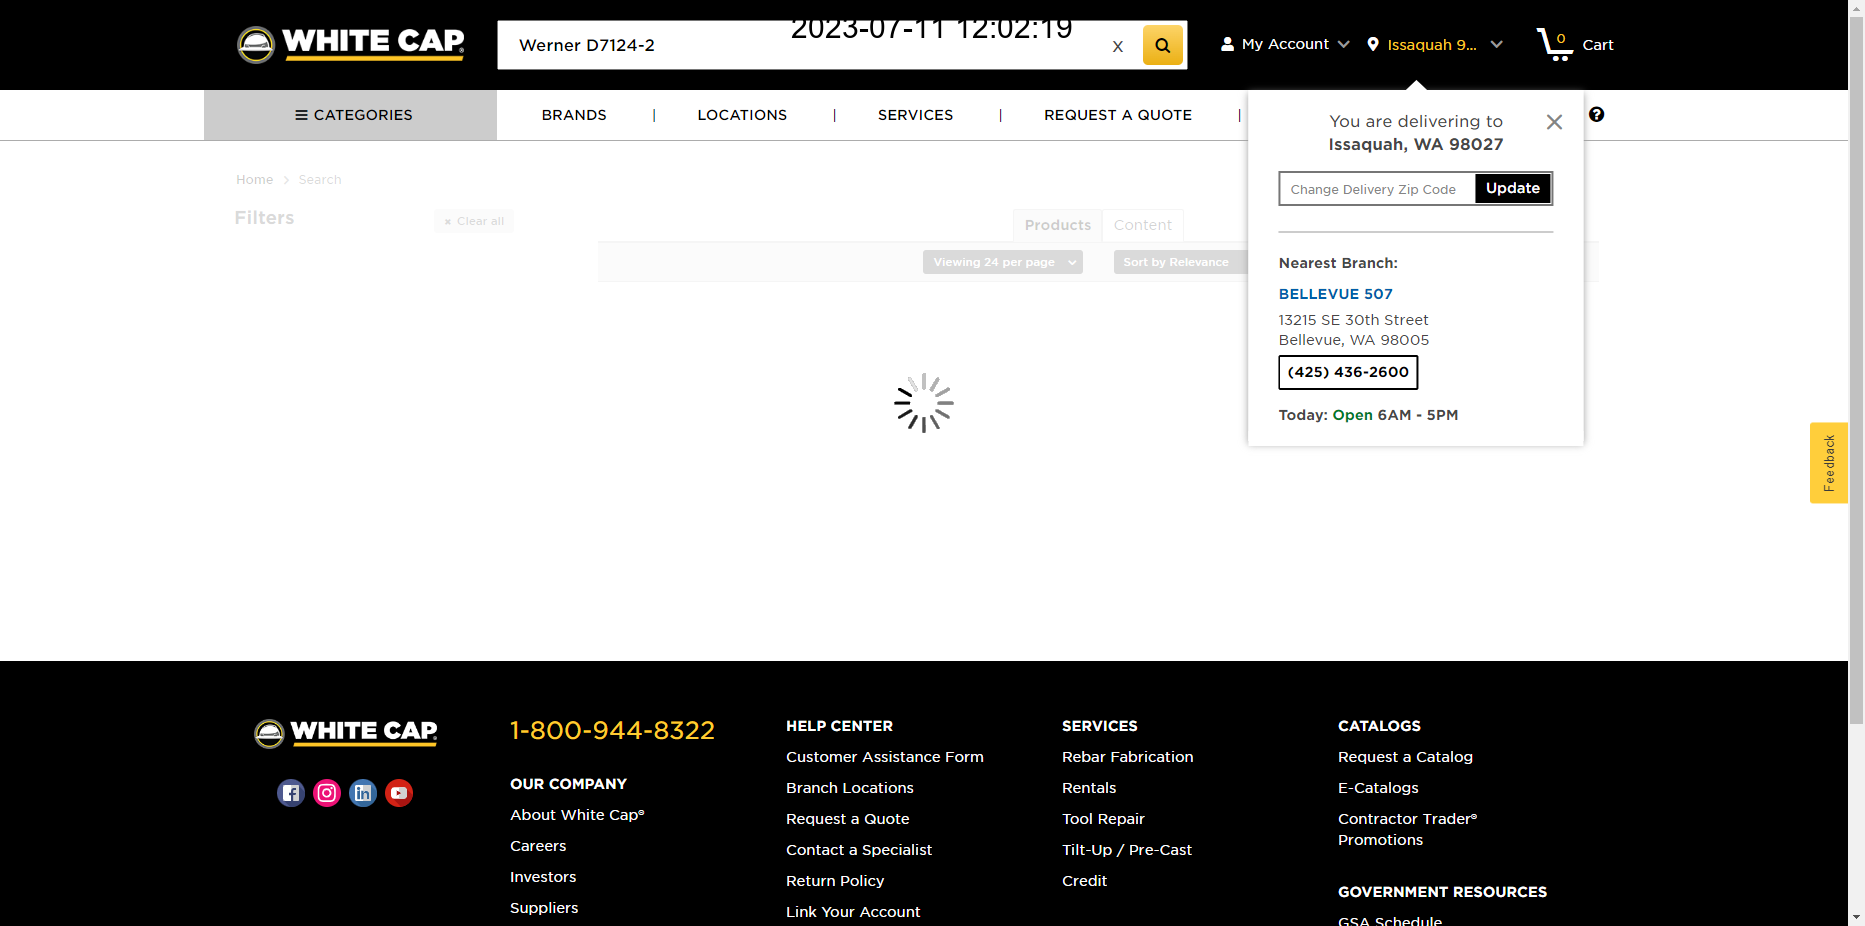 WHITE CAP
Werner D7124-2
2023-07-11 12:02:19
X
My Account
Issaquah 9...
0
Cart
CATEGORIES
BRANDS
LOCATIONS
SERVICES
REQUEST A QUOTE
?
You are delivering to
Issaquah, WA 98027
Change Delivery Zip Code
Update
Nearest Branch:
BELLEVUE 507
13215 SE 30th Street
Bellevue, WA 98005
(425) 436-2600
Today: Open 6AM - 5PM
Home > Search
Filters
× Clear all
Products
Content
Viewing 24 per page
Sort by Relevance
Feedback
WHITE CAP
1-800-944-8322
OUR COMPANY
About White Cap®
Careers
Investors
Suppliers
HELP CENTER
Customer Assistance Form
Branch Locations
Request a Quote
Contact a Specialist
Return Policy
Link Your Account
SERVICES
Rebar Fabrication
Rentals
Tool Repair
Tilt-Up / Pre-Cast
Credit
CATALOGS
Request a Catalog
E-Catalogs
Contractor Trader®
Promotions
GOVERNMENT RESOURCES
GSA Schedule